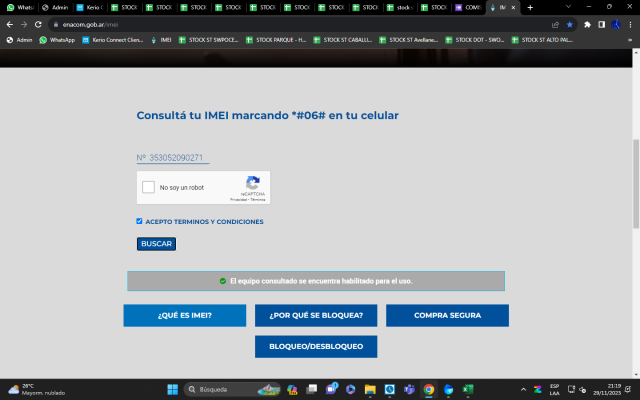 Whats
Admin
Kerio C
STOCK
STOCK
STOCK
STOCK
STOCK
STOCK
STOCK
stock s
STOCK
COMP
IM
enacom.gob.ar/imei
Admin
WhatsApp
Kerio Connect Clien...
IMEI
STOCK ST SWPOCE...
STOCK PARQUE - H...
STOCK ST CABALLI...
STOCK ST Avellane...
STOCK DOT - SWO...
STOCK ST ALTO PAL...
Consultá tu IMEI marcando *#06# en tu celular
Nº 353052090271
No soy un robot
reCAPTCHA
Privacidad - Términos
ACEPTO TERMINOS Y CONDICIONES
BUSCAR
El equipo consultado se encuentra habilitado para el uso.
¿QUÉ ES IMEI?
¿POR QUÉ SE BLOQUEA?
COMPRA SEGURA
BLOQUEO/DESBLOQUEO
26°C
Mayorm. nublado
Búsqueda
ESP
LAA
21:19
29/11/2023